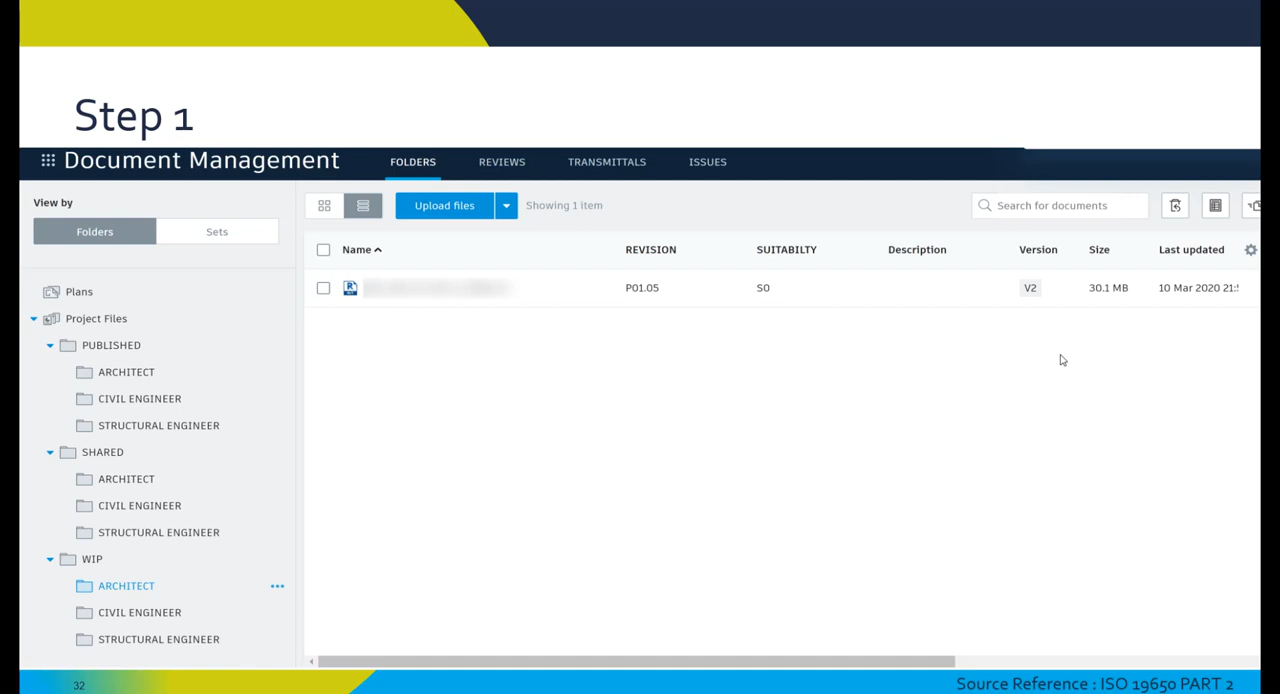 Step 1
Document Management
FOLDERS
REVIEWS
TRANSMITTALS
ISSUES
View by
Folders
Sets
Plans
Project Files
PUBLISHED
ARCHITECT
CIVIL ENGINEER
STRUCTURAL ENGINEER
SHARED
ARCHITECT
CIVIL ENGINEER
STRUCTURAL ENGINEER
WIP
ARCHITECT
CIVIL ENGINEER
STRUCTURAL ENGINEER
Upload files
Showing 1 item
Search for documents
Name REVISION SUITABILTY Description Version Size Last updated
P01.05 S0 V2 30.1 MB 10 Mar 2020
32
Source Reference : ISO 19650 PART 2